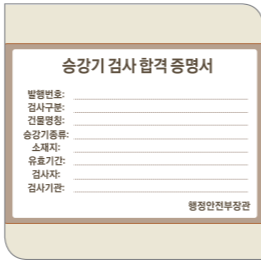 승강기 검사 합격 증명서
발행번호:
검사구분:
건물명칭:
승강기종류:
소재지:
유효기간:
검사자:
검사기관:
행정안전부장관